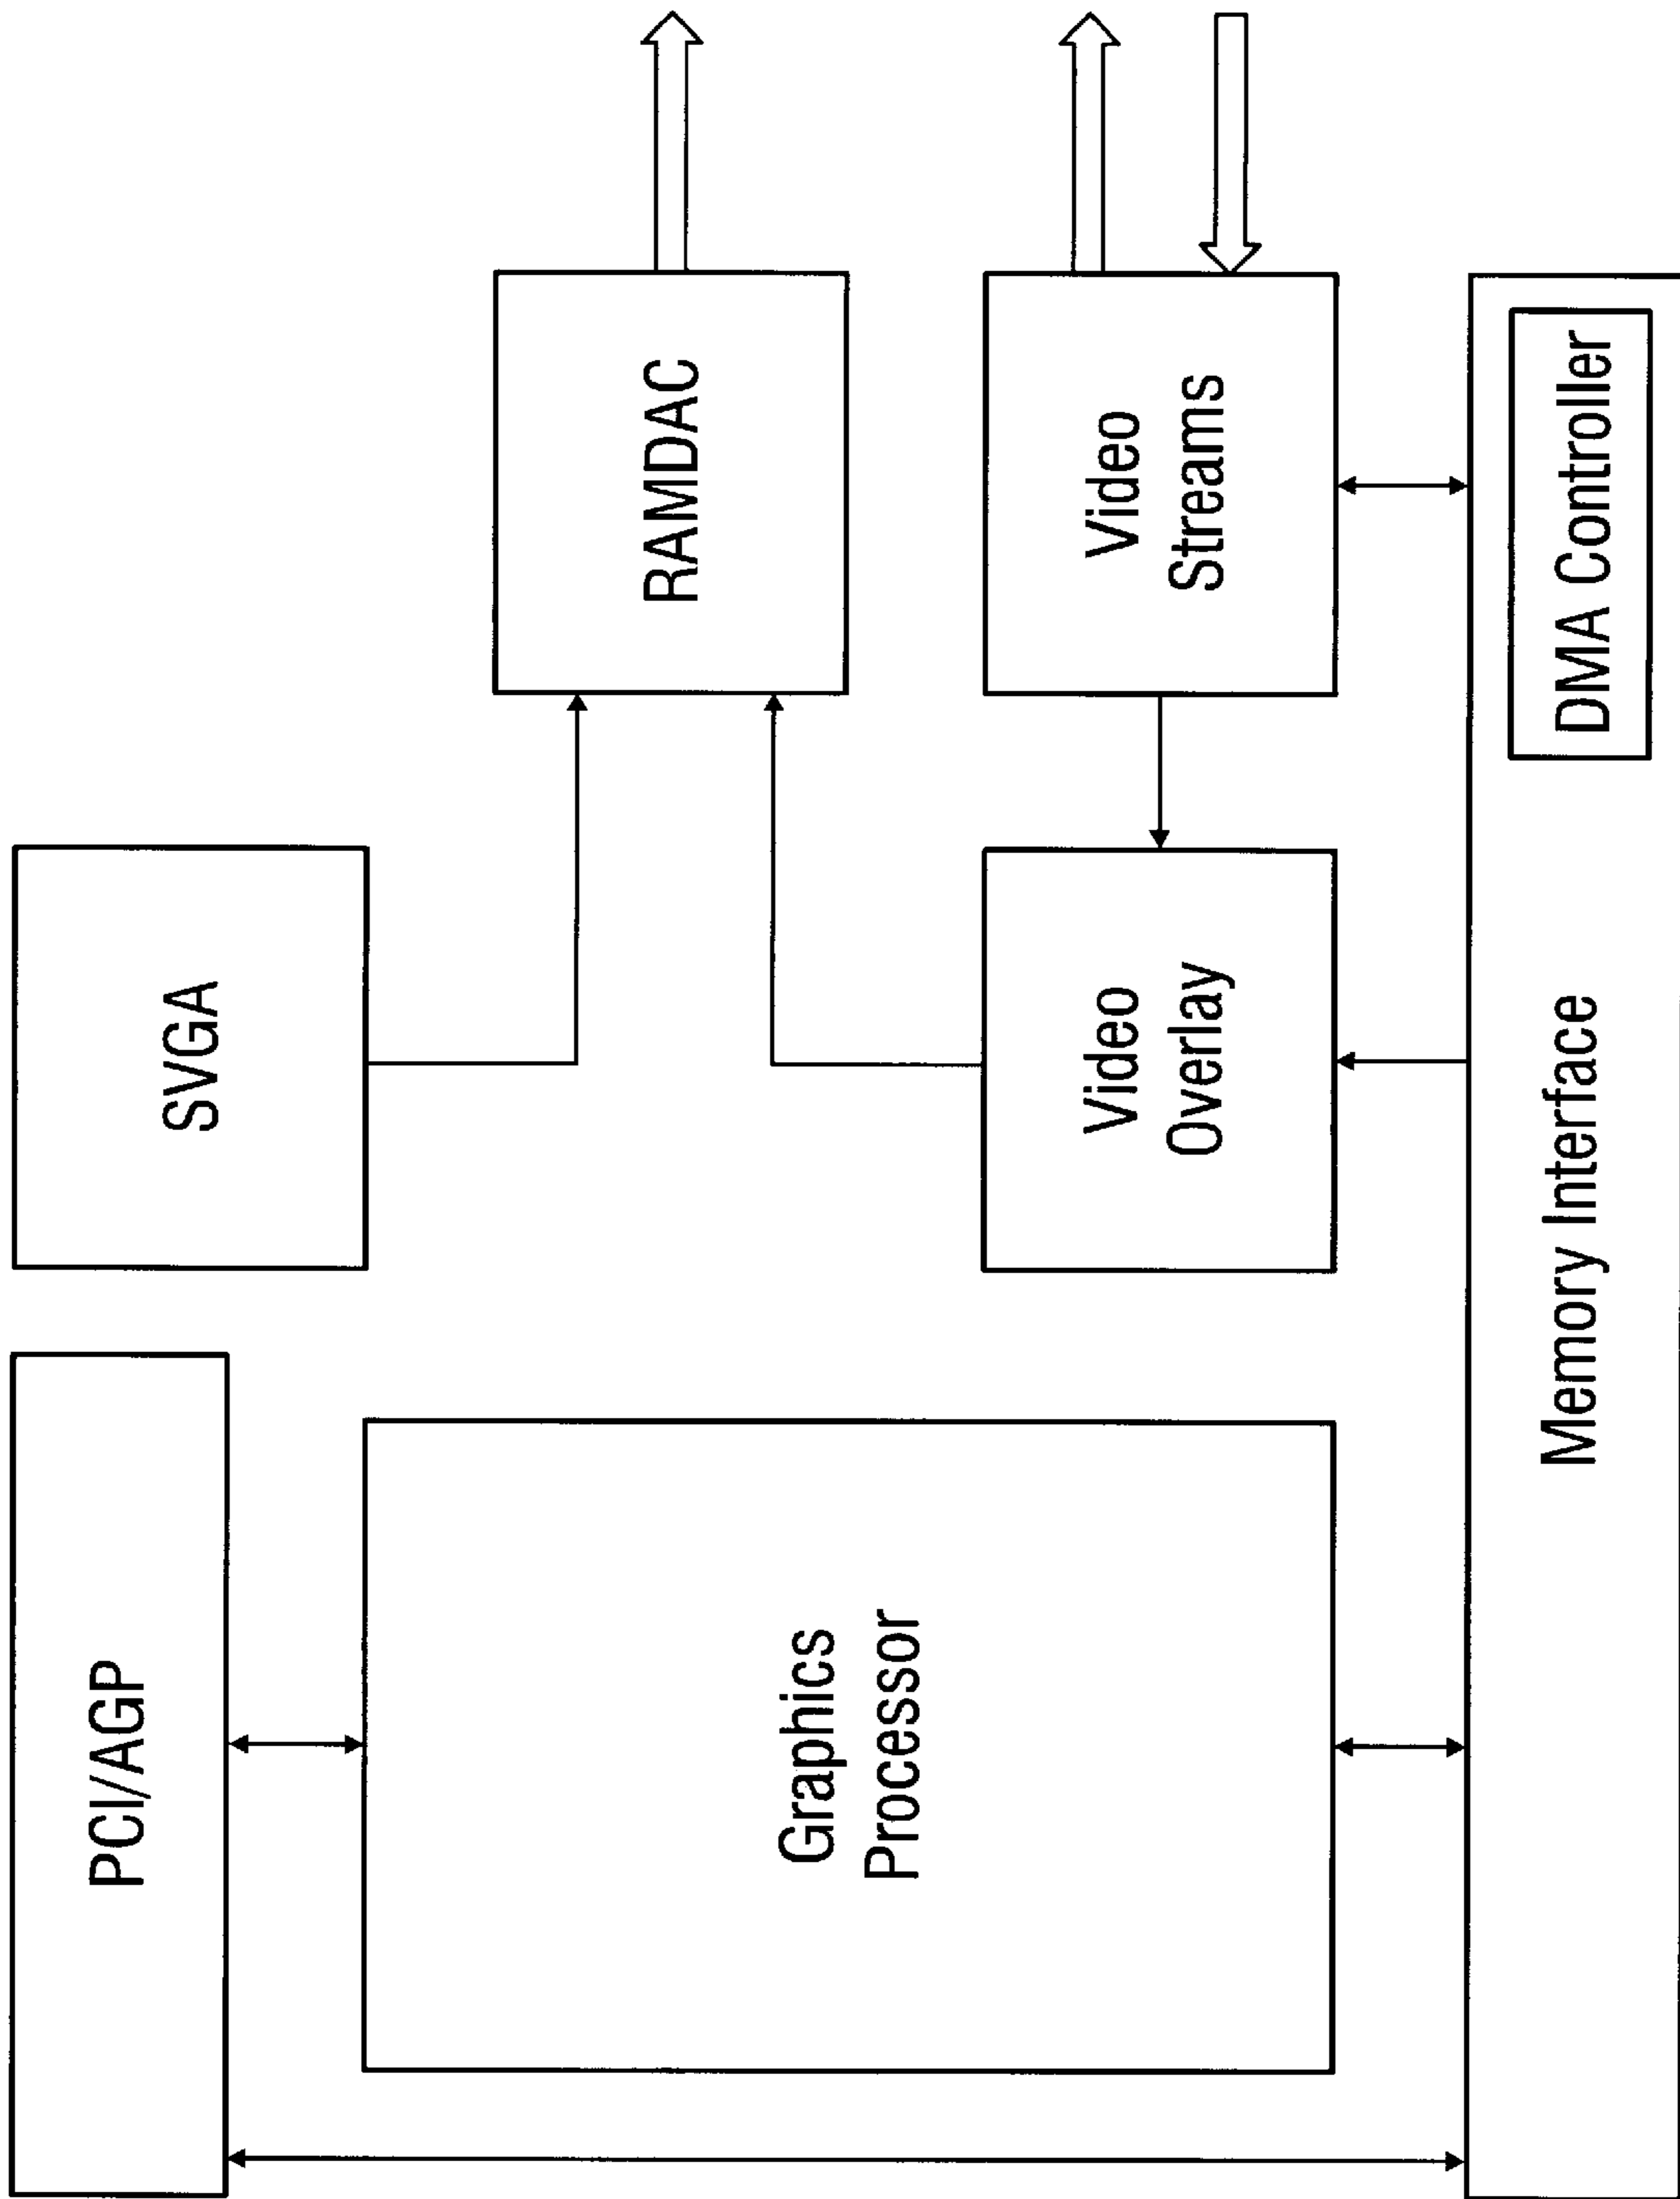 PCI/AGP
SVGA
Graphics
Processor
RAMDAC
Video
Overlay
Video
Streams
Memory Interface
DMA Controller